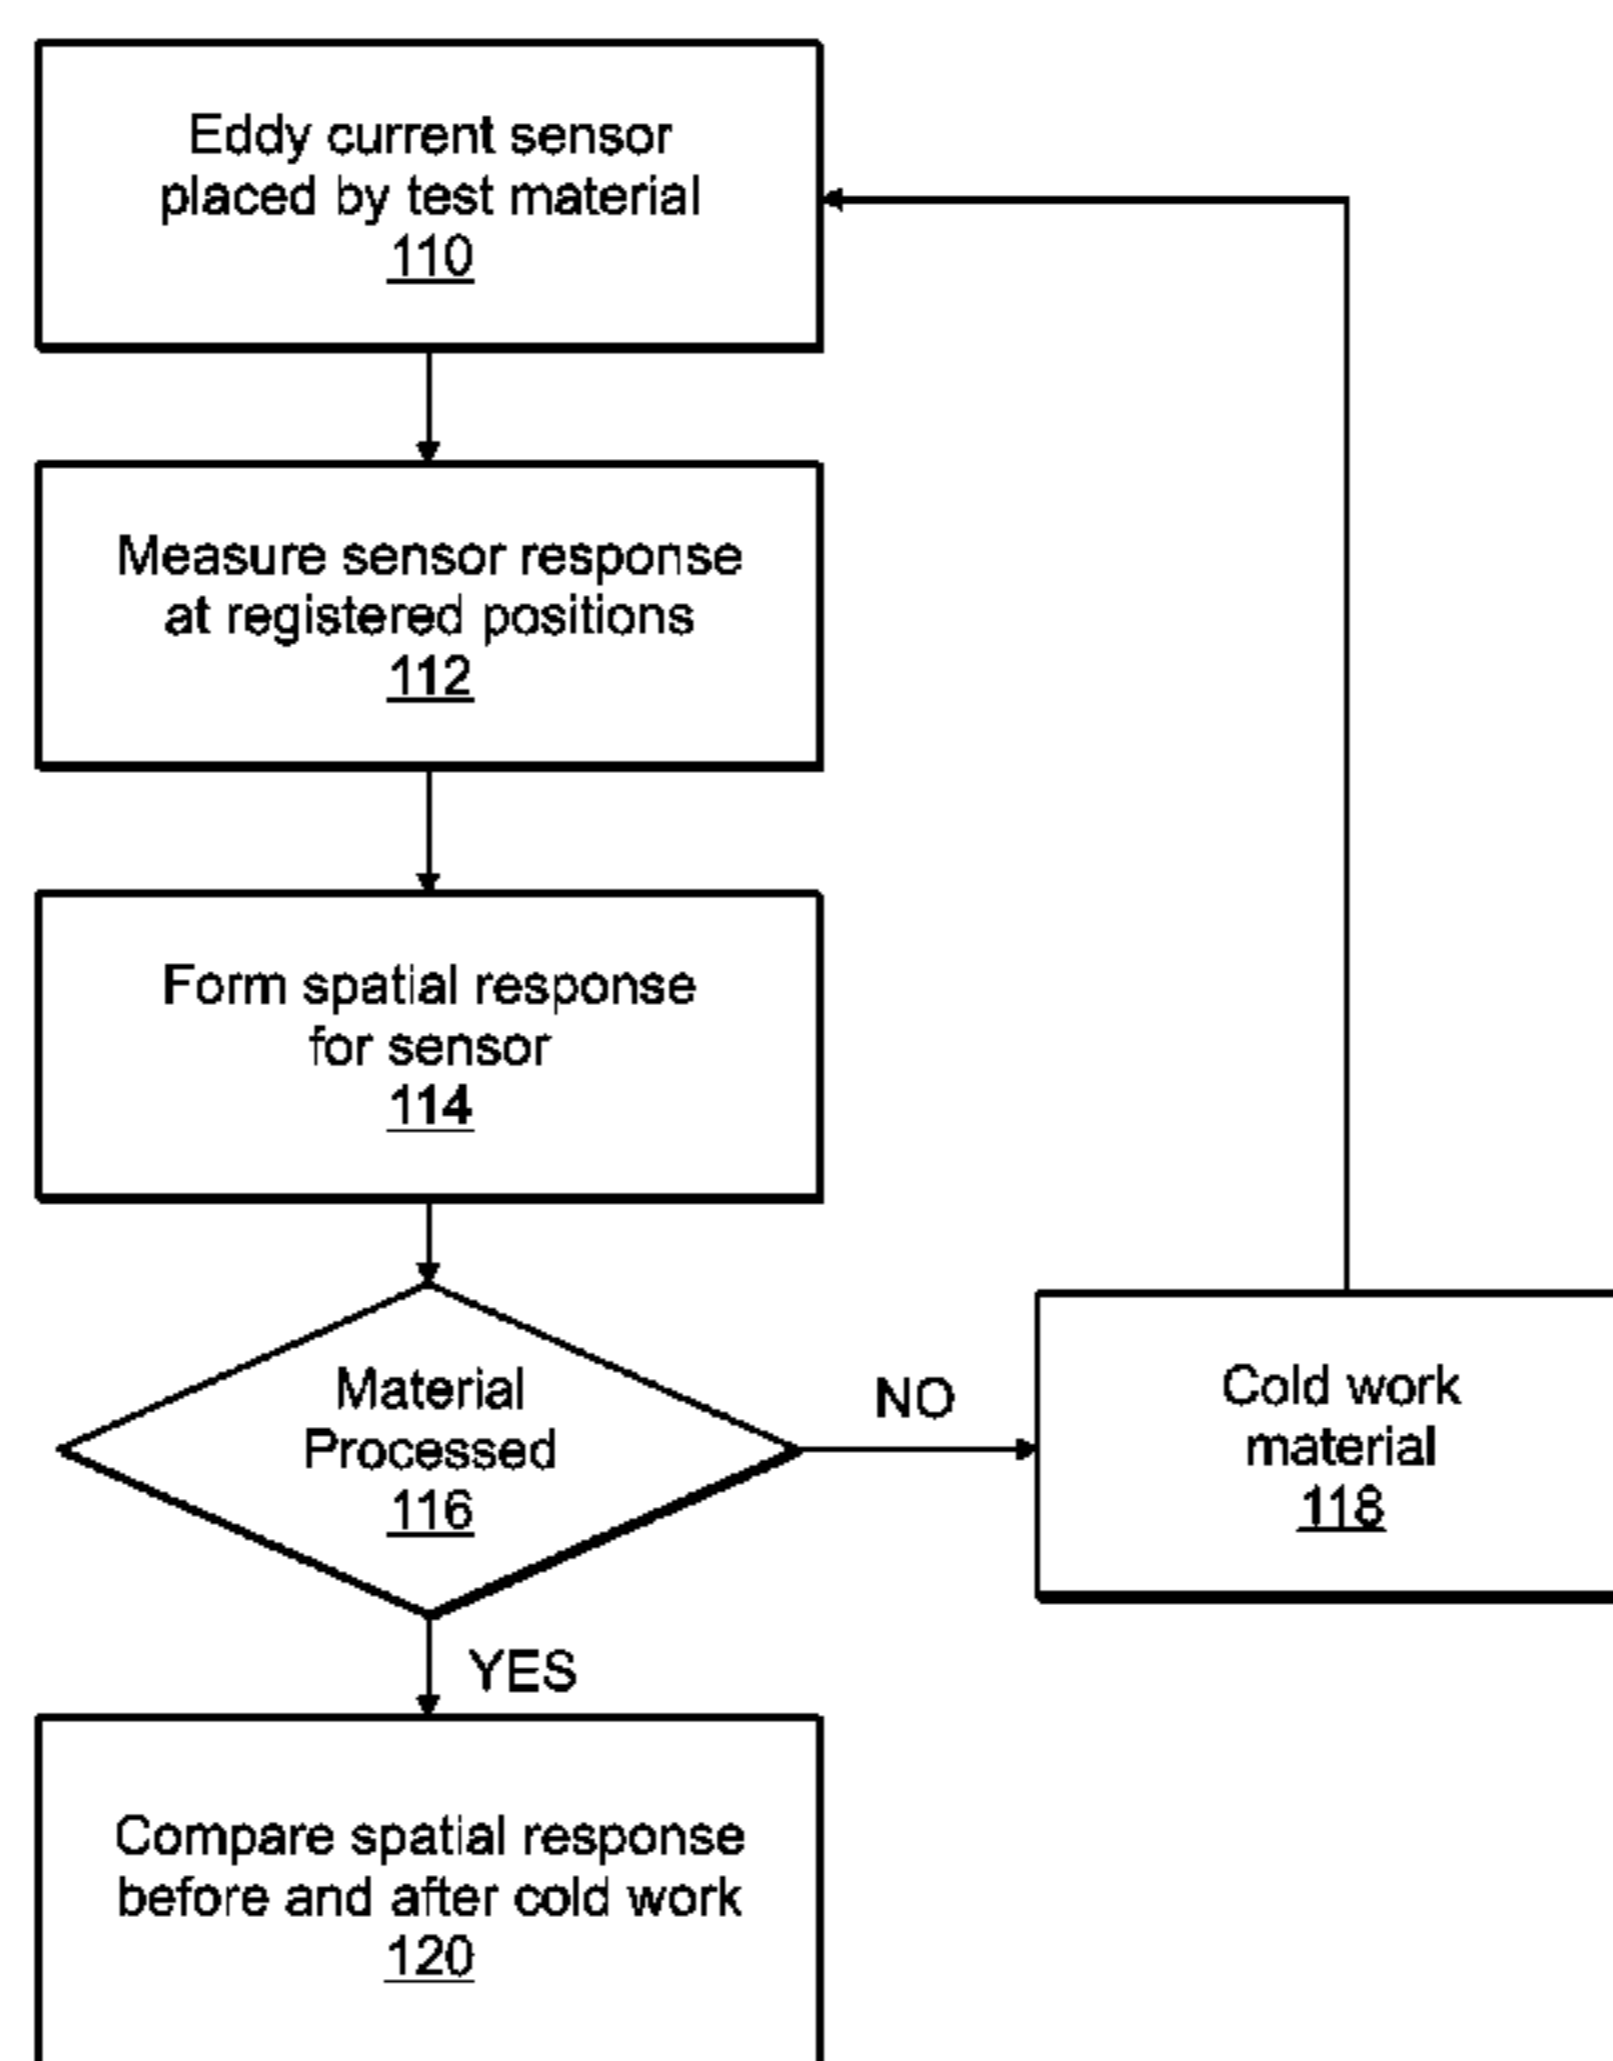 Eddy current sensor
placed by test material
110
Measure sensor response
at registered positions
112
Form spatial response
for sensor
114
Material
Processed
116
NO
Cold work
material
118
YES
Compare spatial response
before and after cold work
120